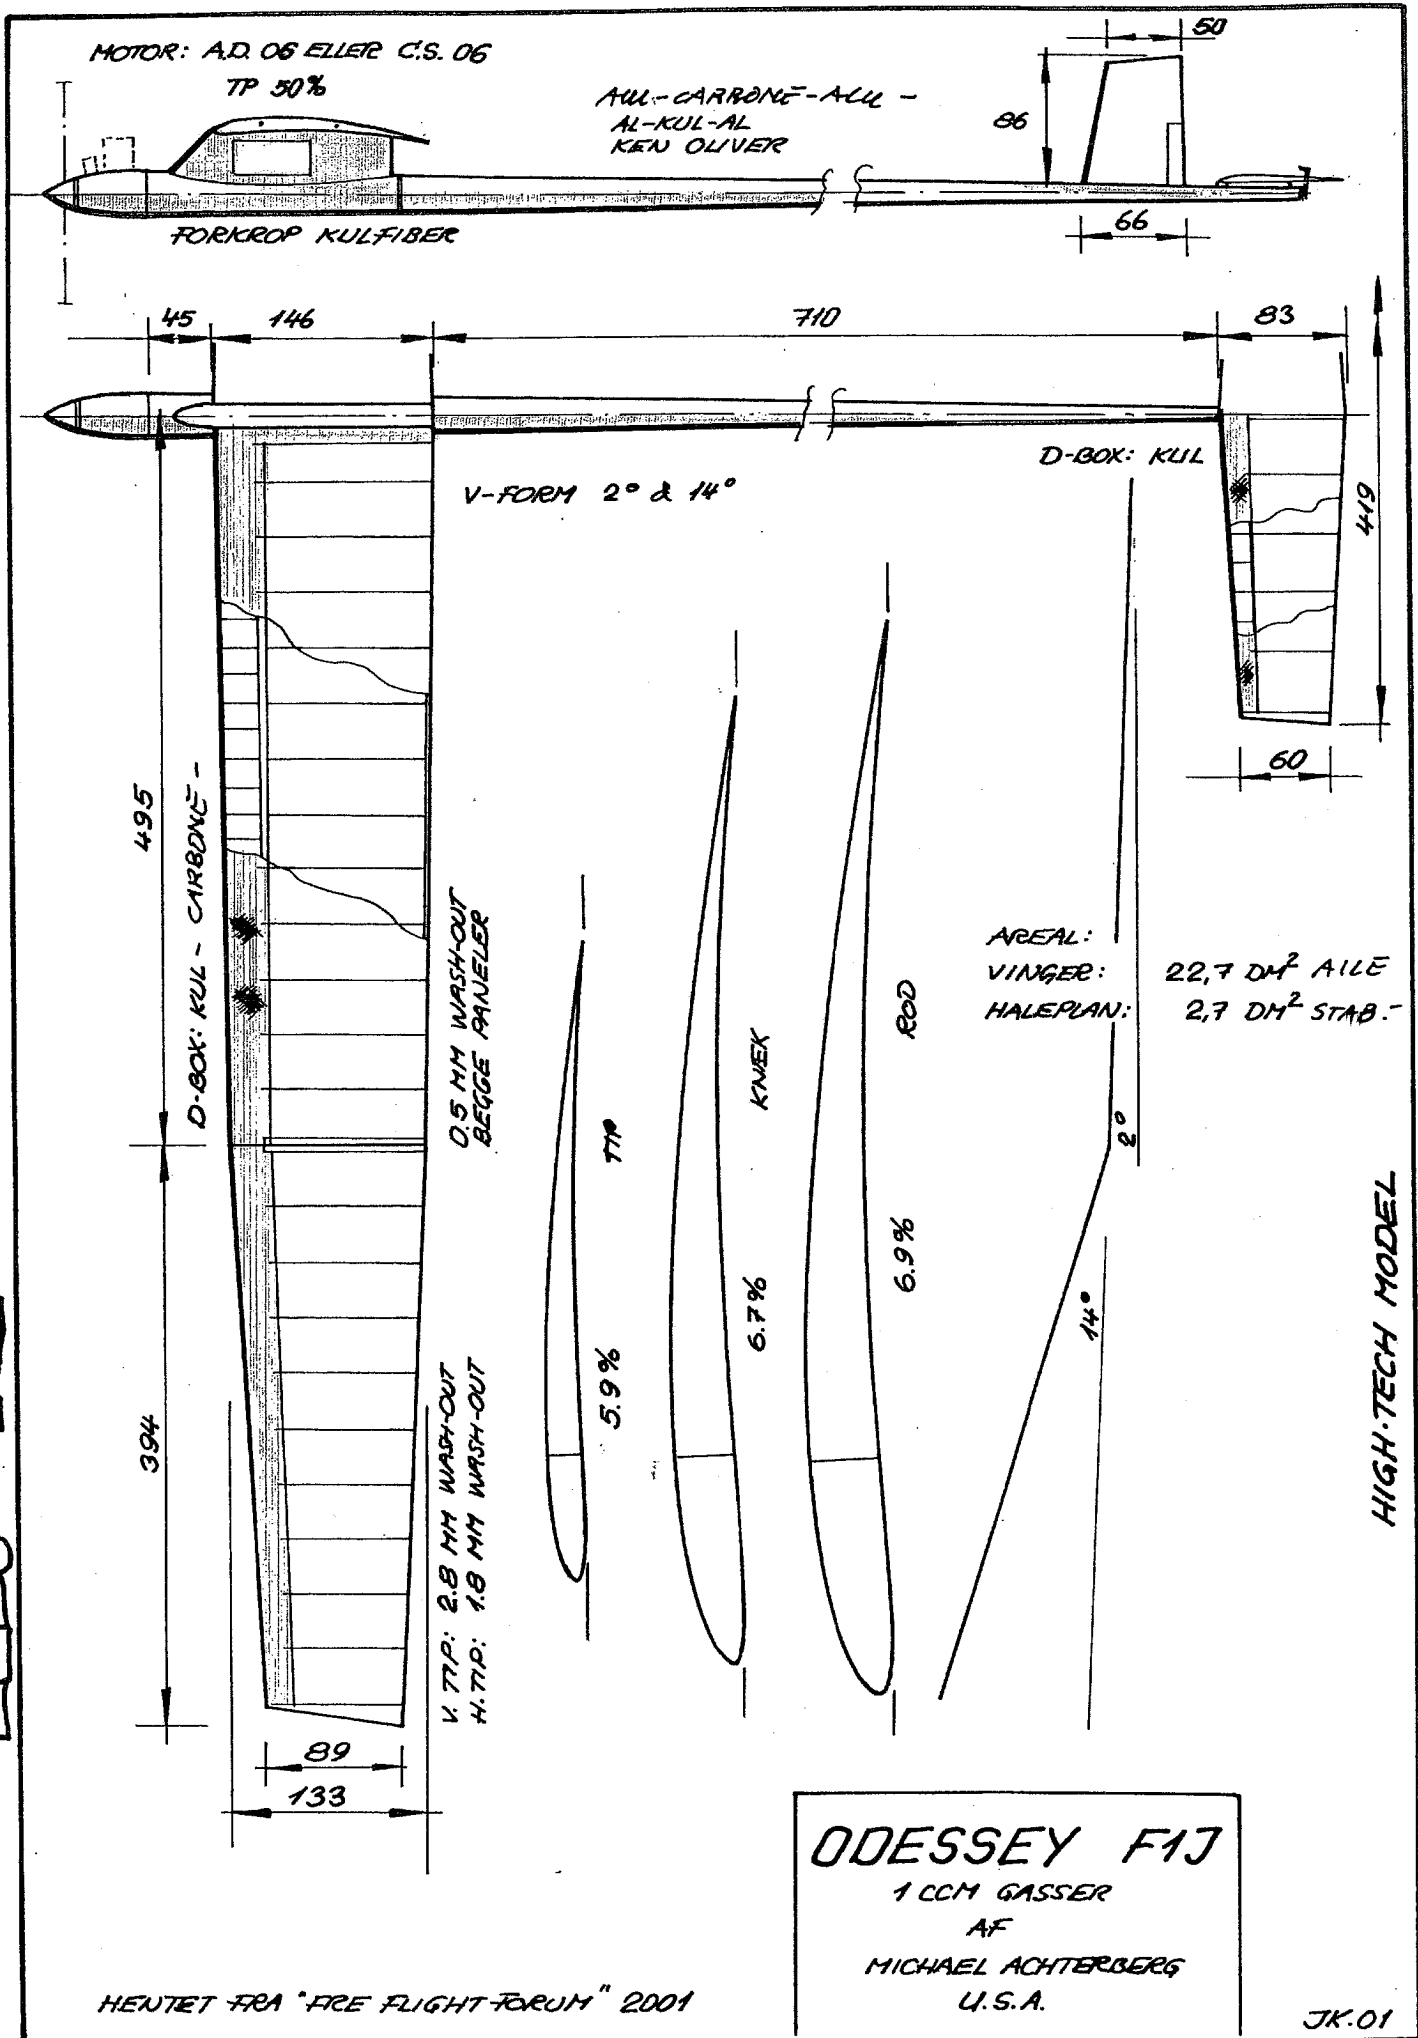 MOTOR: A.D. 06 ELLER C.S. 06
TP 50%
ALU-CARBONE-ALU -
AL-KUL-AL
KEN OLIVER
50
86
66
FORKROP KULFIBER
45
146
710
83
D-BOX: KUL
V-FORM 2° & 14°
419
60
495
D-BOX: KUL - CARBONE -
0.5 MM WASH-OUT
BEGGE PANELER
TIP
5.9%
KNÆK
6.7%
ROD
6.9%
AREAL:
VINGER: 22,7 DM² AILE
HALEPLAN: 2,7 DM² STAB.-
2°
14°
HIGH-TECH MODEL
394
V. TIP: 2.8 MM WASH-OUT
H. TIP: 1.8 MM WASH-OUT
89
133
ODESSEY F1J
1 CCM GASSER
AF
MICHAEL ACHTERBERG
U.S.A.
HENTET FRA "FRE FLIGHT FORUM" 2001
JK.01